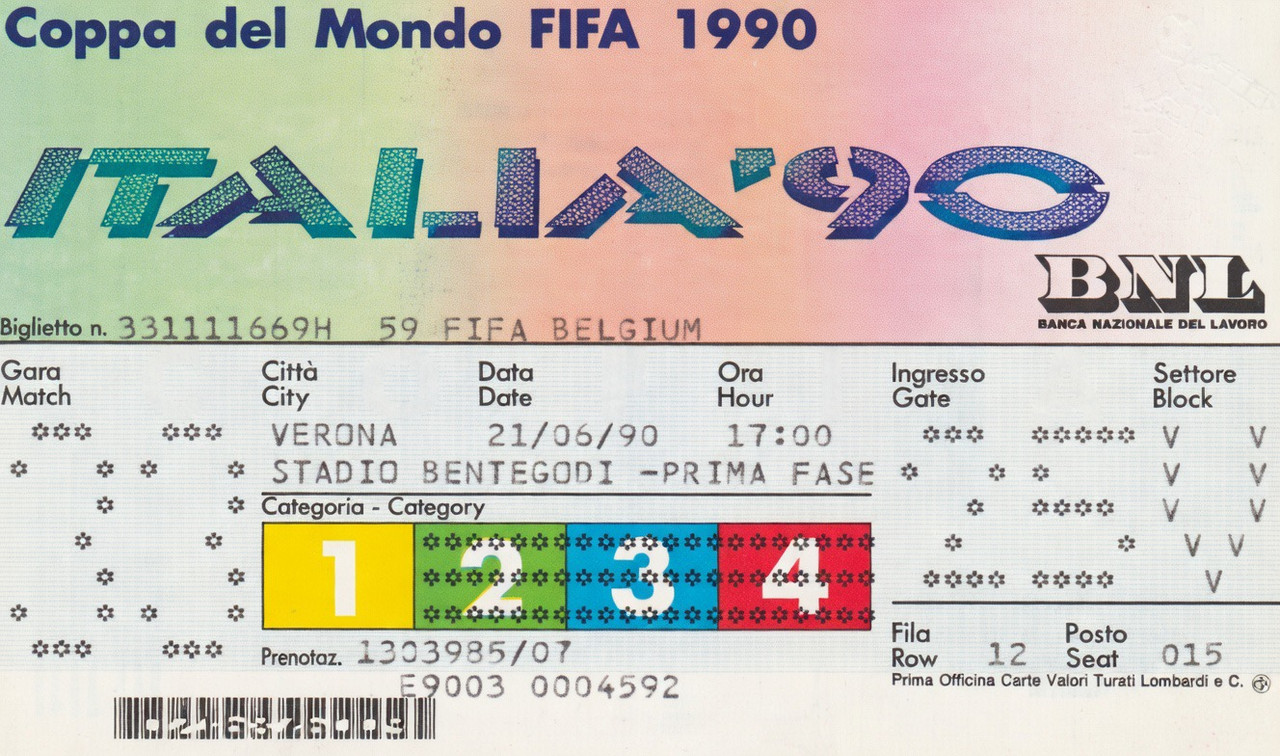 Coppa del Mondo FIFA 1990
ITALIA'90
BNL
BANCA NAZIONALE DEL LAVORO
Biglietto n. 331111669H 59 FIFA BELGIUM
Gara Città Data Ora Ingresso Settore
Match City Date Hour Gate Block
33 VERONA 21/06/90 17:00 25 V
STADIO BENTEGODI -PRIMA FASE
Categoria - Category
1 2 3 4
Fila Posto
Row 12 Seat 015
Prenotaz. 1303985/07
Prima Officina Carte Valori Turati Lombardi e C.
E9003 0004592